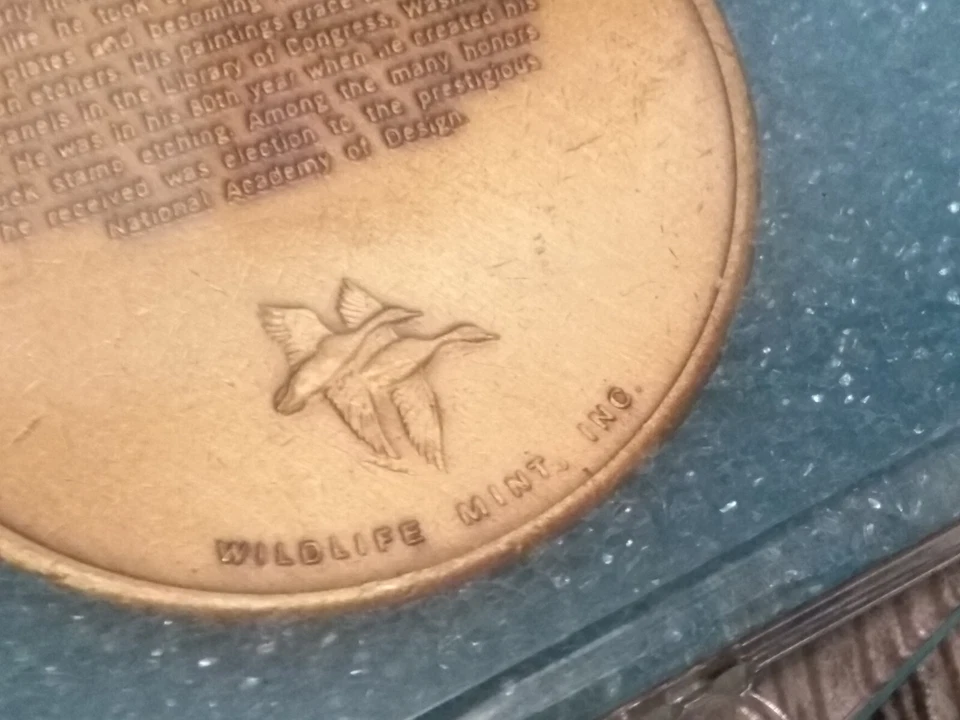 life he took
plates and becoming
etchers. His paintings grace
panels in the Library of Congress,
He was in his 80th year when he created his
stamp etching. Among the many honors
he received was election to the prestigious
National Academy of Design
WILDLIFE MINT, INC.